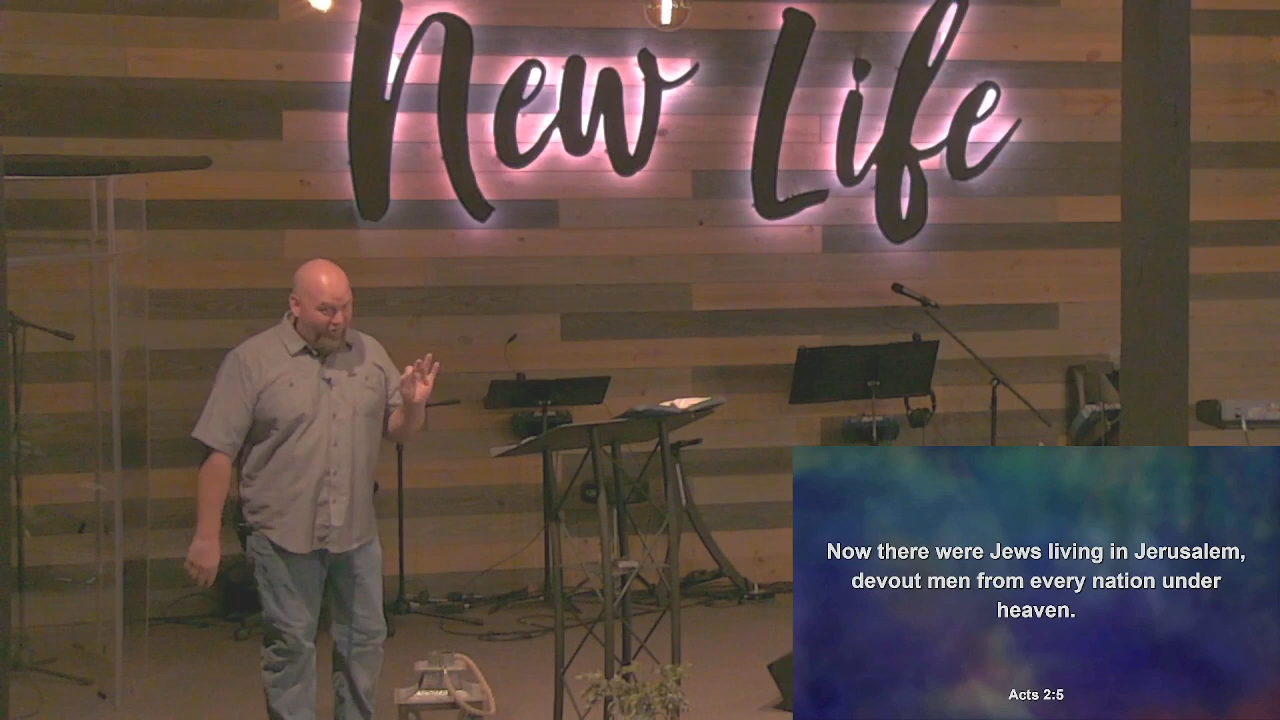 New Life
Now there were Jews living in Jerusalem,
devout men from every nation under
heaven.
Acts 2:5